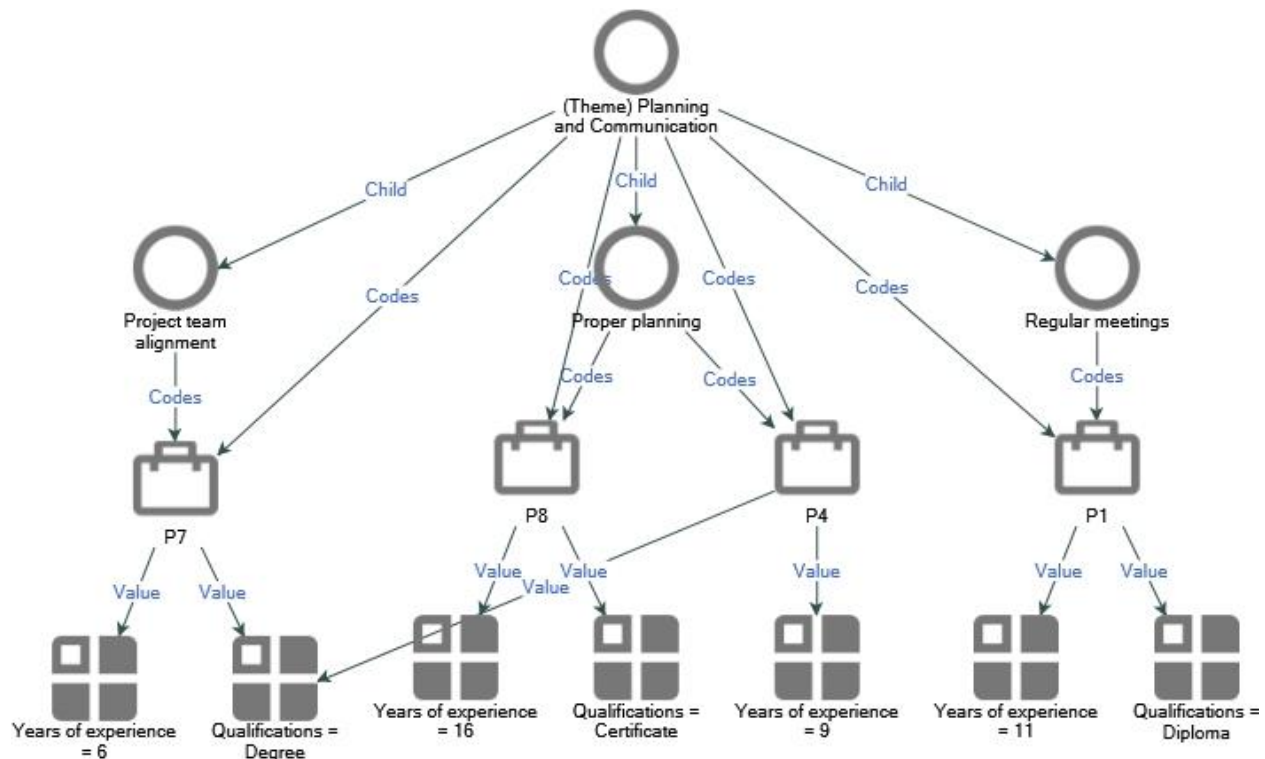 (Theme) Planning
and Communication
Child
Child
Child
Codes
Codes
Codes
Codes
Project team
alignment
Proper planning
Regular meetings
Codes
Codes
Codes
Codes
P7
P8
P4
P1
Value
Value
Value
Value
Value
Value
Value
Value
Years of experience
= 6
Qualifications =
Degree
Years of experience
= 16
Qualifications =
Certificate
Years of experience
= 9
Years of experience
= 11
Qualifications =
Diploma